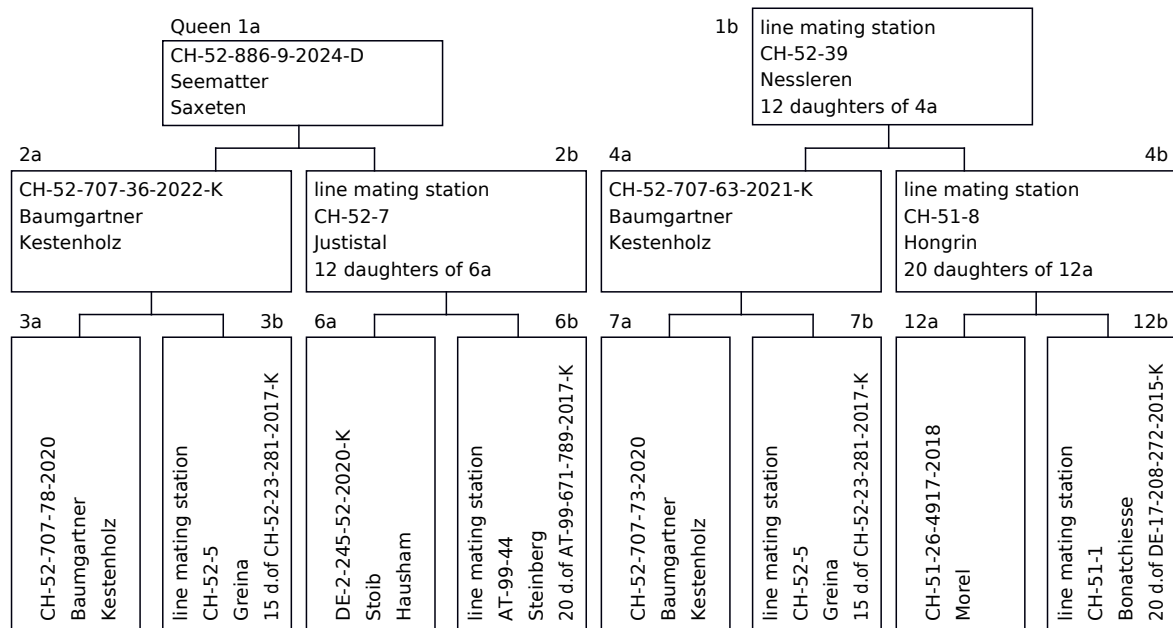 Queen 1a
CH-52-886-9-2024-D
Seematter
Saxeten
1b
line mating station
CH-52-39
Nessleren
12 daughters of 4a
2a
CH-52-707-36-2022-K
Baumgartner
Kestenholz
2b
line mating station
CH-52-7
Justistal
12 daughters of 6a
4a
CH-52-707-63-2021-K
Baumgartner
Kestenholz
4b
line mating station
CH-51-8
Hongrin
20 daughters of 12a
3a
CH-52-707-78-2020
Baumgartner
Kestenholz
3b
line mating station
CH-52-5
Greina
15 d.of CH-52-23-281-2017-K
6a
DE-2-245-52-2020-K
Stoib
Hausham
6b
line mating station
AT-99-44
Steinberg
20 d.of AT-99-671-789-2017-K
7a
CH-52-707-73-2020
Baumgartner
Kestenholz
7b
line mating station
CH-52-5
Greina
15 d.of CH-52-23-281-2017-K
12a
CH-51-26-4917-2018
Morel
12b
line mating station
CH-51-1
Bonatchiesse
20 d.of DE-17-208-272-2015-K